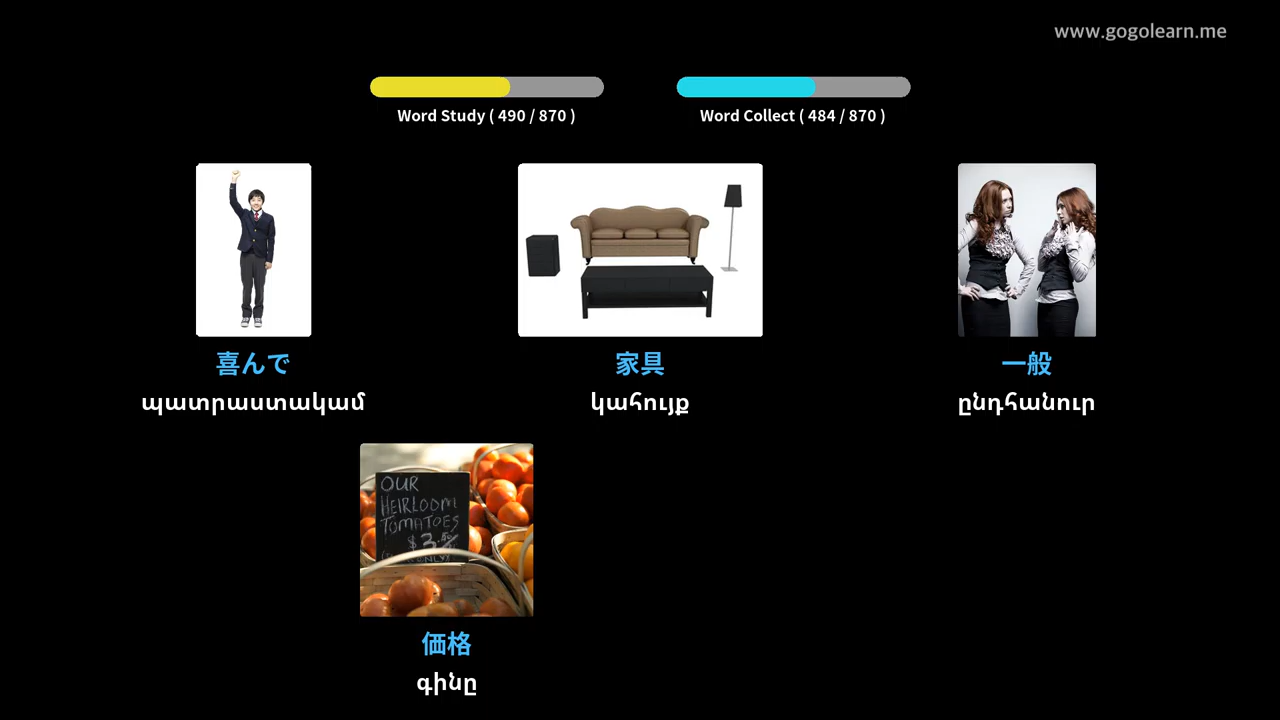 www.gogolearn.me
Word Study ( 490 / 870 )
Word Collect ( 484 / 870 )
喜んで
պատրաստակամ
家具
կահույք
一般
ընդհանուր
OUR
HEIRLOOM
TOMATOES
$3.
価格
գինը